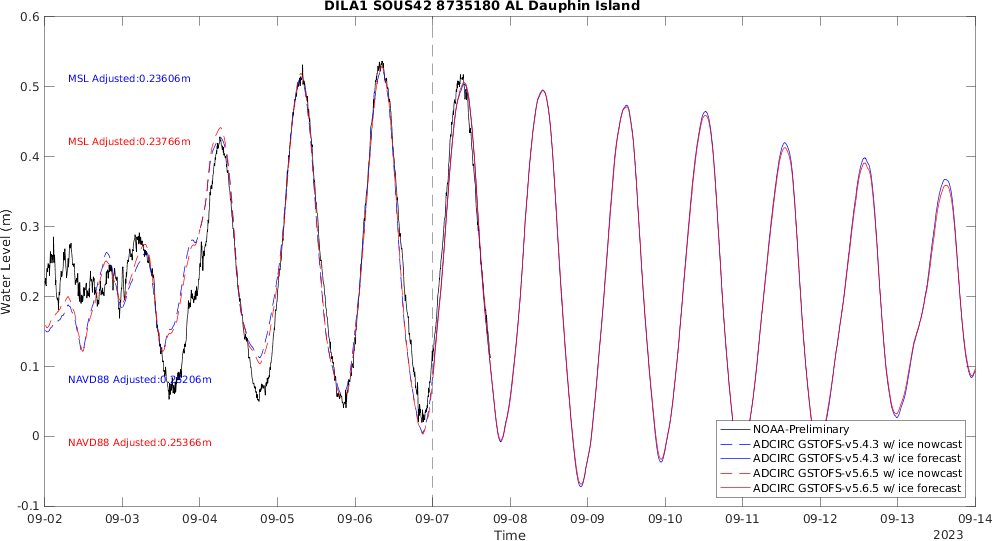 DILA1 SOUS42 8735180 AL Dauphin Island
0.6
0.5
0.4
0.3
0.2
0.1
0
-0.1
Water Level (m)
MSL Adjusted:0.23606m
MSL Adjusted:0.23766m
NAVD88 Adjusted:0.25206m
NAVD88 Adjusted:0.25366m
NOAA-Preliminary
ADCIRC GSTOFS-v5.4.3 w/ ice nowcast
ADCIRC GSTOFS-v5.4.3 w/ ice forecast
ADCIRC GSTOFS-v5.6.5 w/ ice nowcast
ADCIRC GSTOFS-v5.6.5 w/ ice forecast
09-02 09-03 09-04 09-05 09-06 09-07 09-08 09-09 09-10 09-11 09-12 09-13 09-14
Time
2023